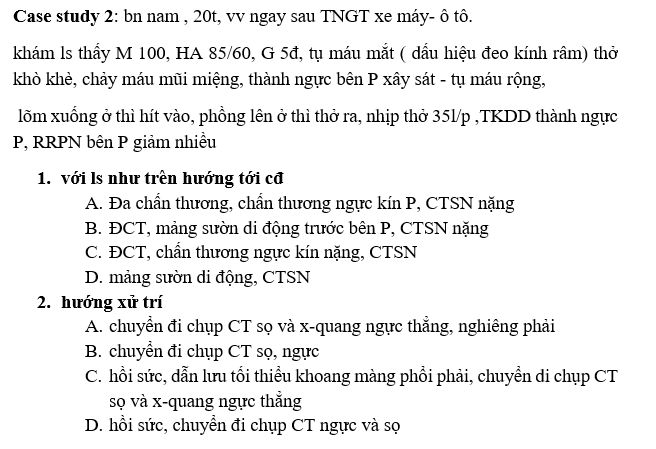 Case study 2: bn nam , 20t, vv ngay sau TNGT xe máy- ô tô.
khám ls thấy M 100, HA 85/60, G 5đ, tụ máu mắt ( dấu hiệu đeo kính râm) thở
khò khè, chảy máu mũi miệng, thành ngực bên P xây sát - tụ máu rộng,
lõm xuống ở thì hít vào, phồng lên ở thì thở ra, nhịp thở 35l/p ,TKDD thành ngực
P, RRPN bên P giảm nhiều
1. với ls như trên hướng tới cđ
A. Đa chấn thương, chấn thương ngực kín P, CTSN nặng
B. ĐCT, mảng sườn di động trước bên P, CTSN nặng
C. ĐCT, chấn thương ngực kín nặng, CTSN
D. mảng sườn di động, CTSN
2. hướng xử trí
A. chuyển đi chụp CT sọ và x-quang ngực thẳng, nghiêng phải
B. chuyển đi chụp CT sọ, ngực
C. hồi sức, dẫn lưu tối thiểu khoang màng phổi phải, chuyển di chụp CT
sọ và x-quang ngực thẳng
D. hồi sức, chuyển đi chụp CT ngực và sọ